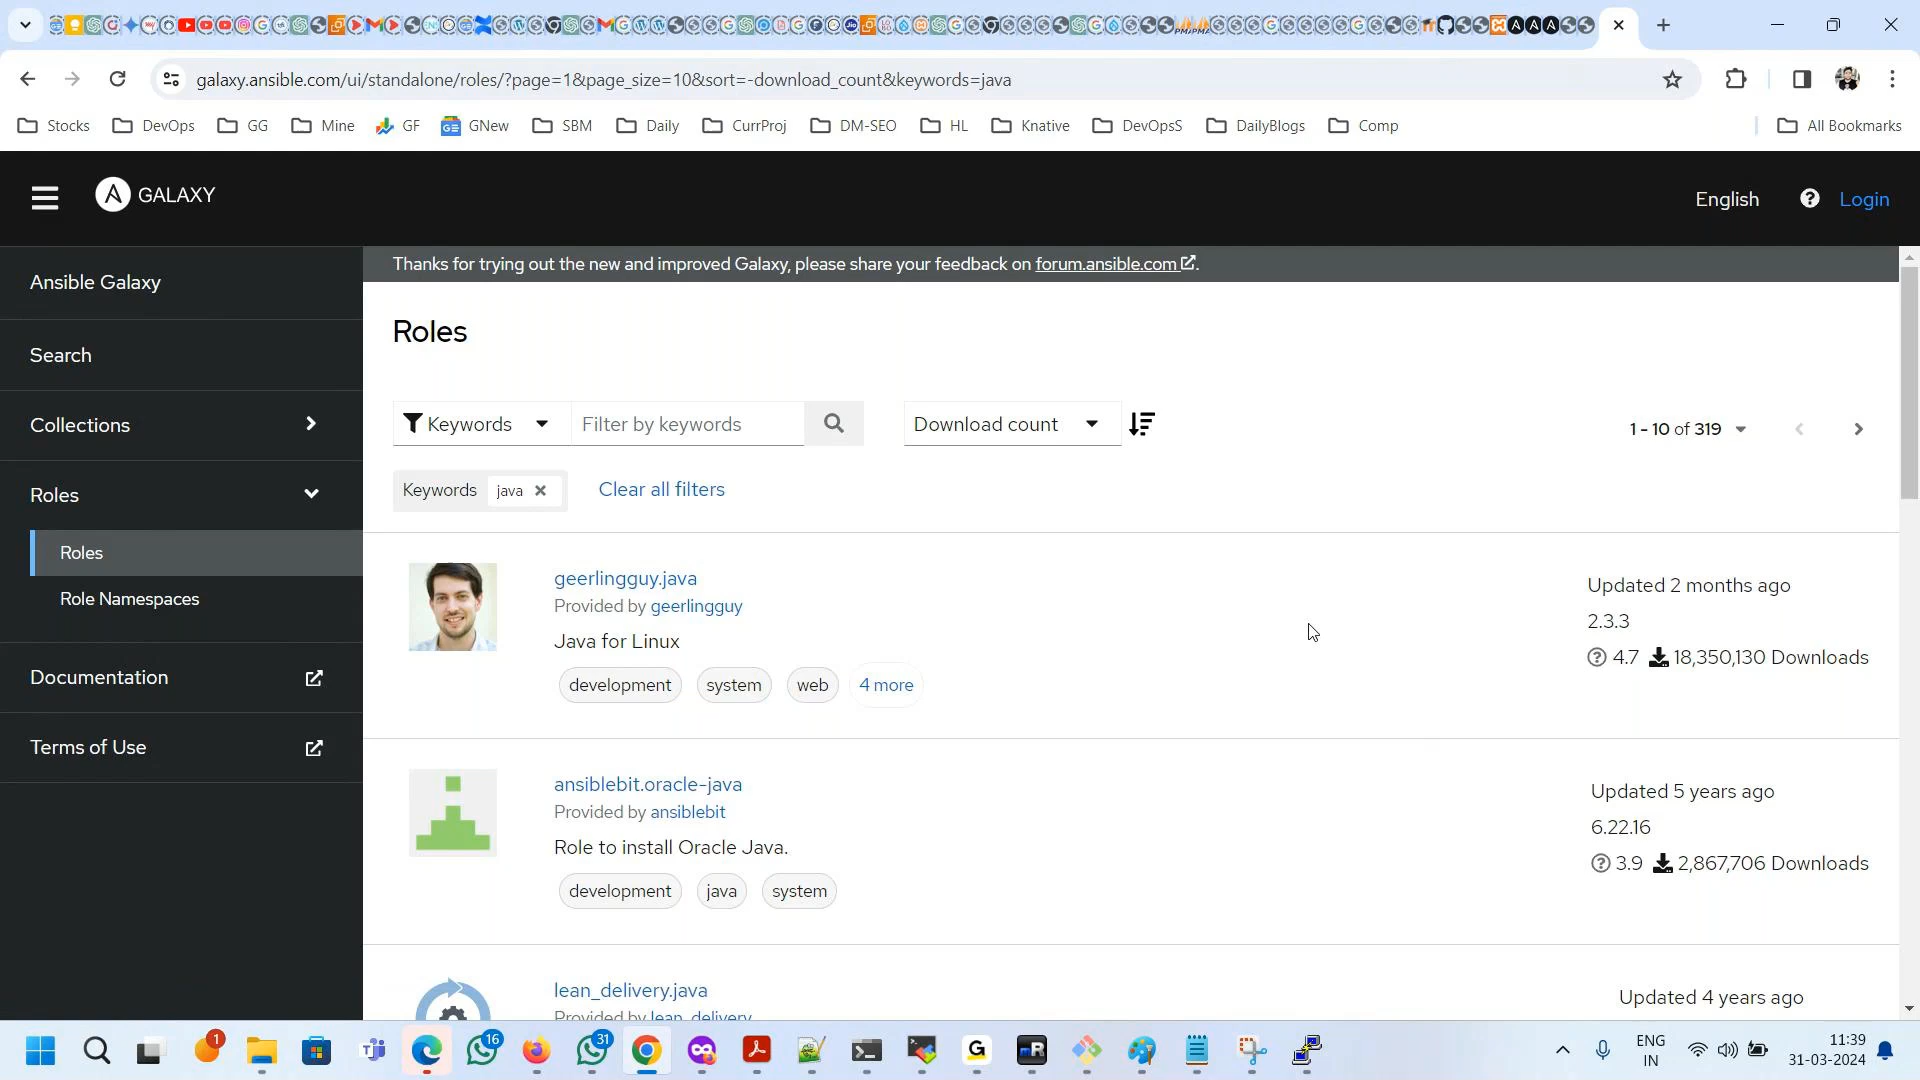 galaxy.ansible.com/ui/standalone/roles/?page=1&page_size=10&sort=-download_count&keywords=java
Stocks DevOps GG Mine GF GNew SBM Daily CurrProj DM-SEO HL Knative DevOpsS DailyBlogs Comp All Bookmarks
GALAXY English Login
Ansible Galaxy
Search
Collections
Roles
Roles
Role Namespaces
Documentation
Terms of Use
Thanks for trying out the new and improved Galaxy, please share your feedback on forum.ansible.com.
Roles
Keywords Filter by keywords Download count 1 - 10 of 319
Keywords java Clear all filters
geerlingguy.java
Provided by geerlingguy
Java for Linux
development system web 4 more
Updated 2 months ago
2.3.3
4.7 18,350,130 Downloads
ansiblebit.oracle-java
Provided by ansiblebit
Role to install Oracle Java.
development java system
Updated 5 years ago
6.22.16
3.9 2,867,706 Downloads
lean_delivery.java
Provided by lean_delivery
Updated 4 years ago
1 16 31
ENG
IN
11:39
31-03-2024